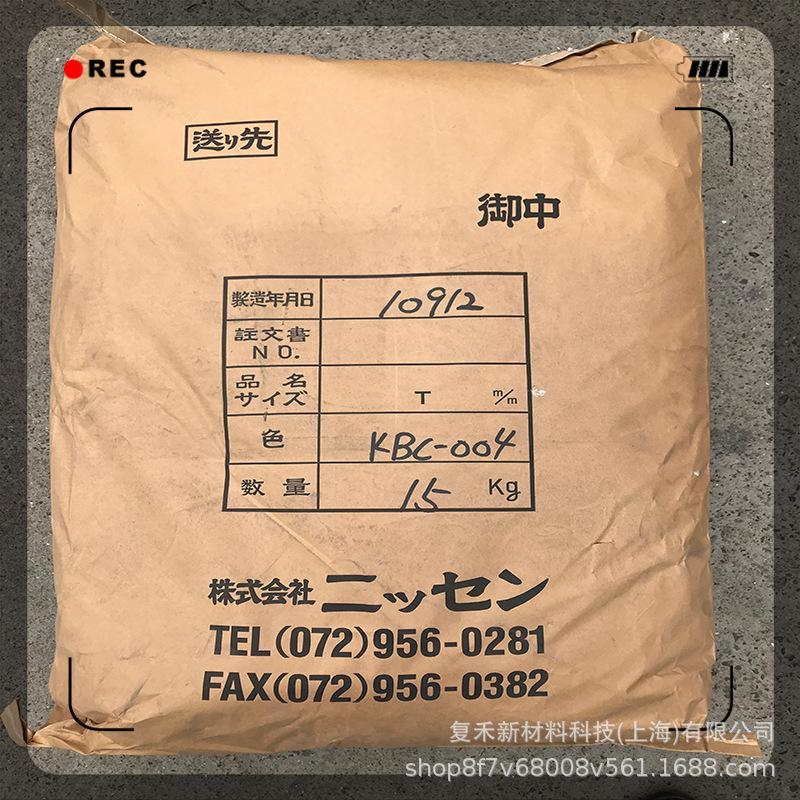 REC
送り先
御中
製造年月日 10912
註文書
NO.
品名
サイズ T m/m
色 KBC-004
数量 15 Kg
株式会社 ニッセン
TEL(072)956-0281
FAX(072)956-0382
复禾新材料科技(上海)有限公司
shop8f7v68008v561.1688.com